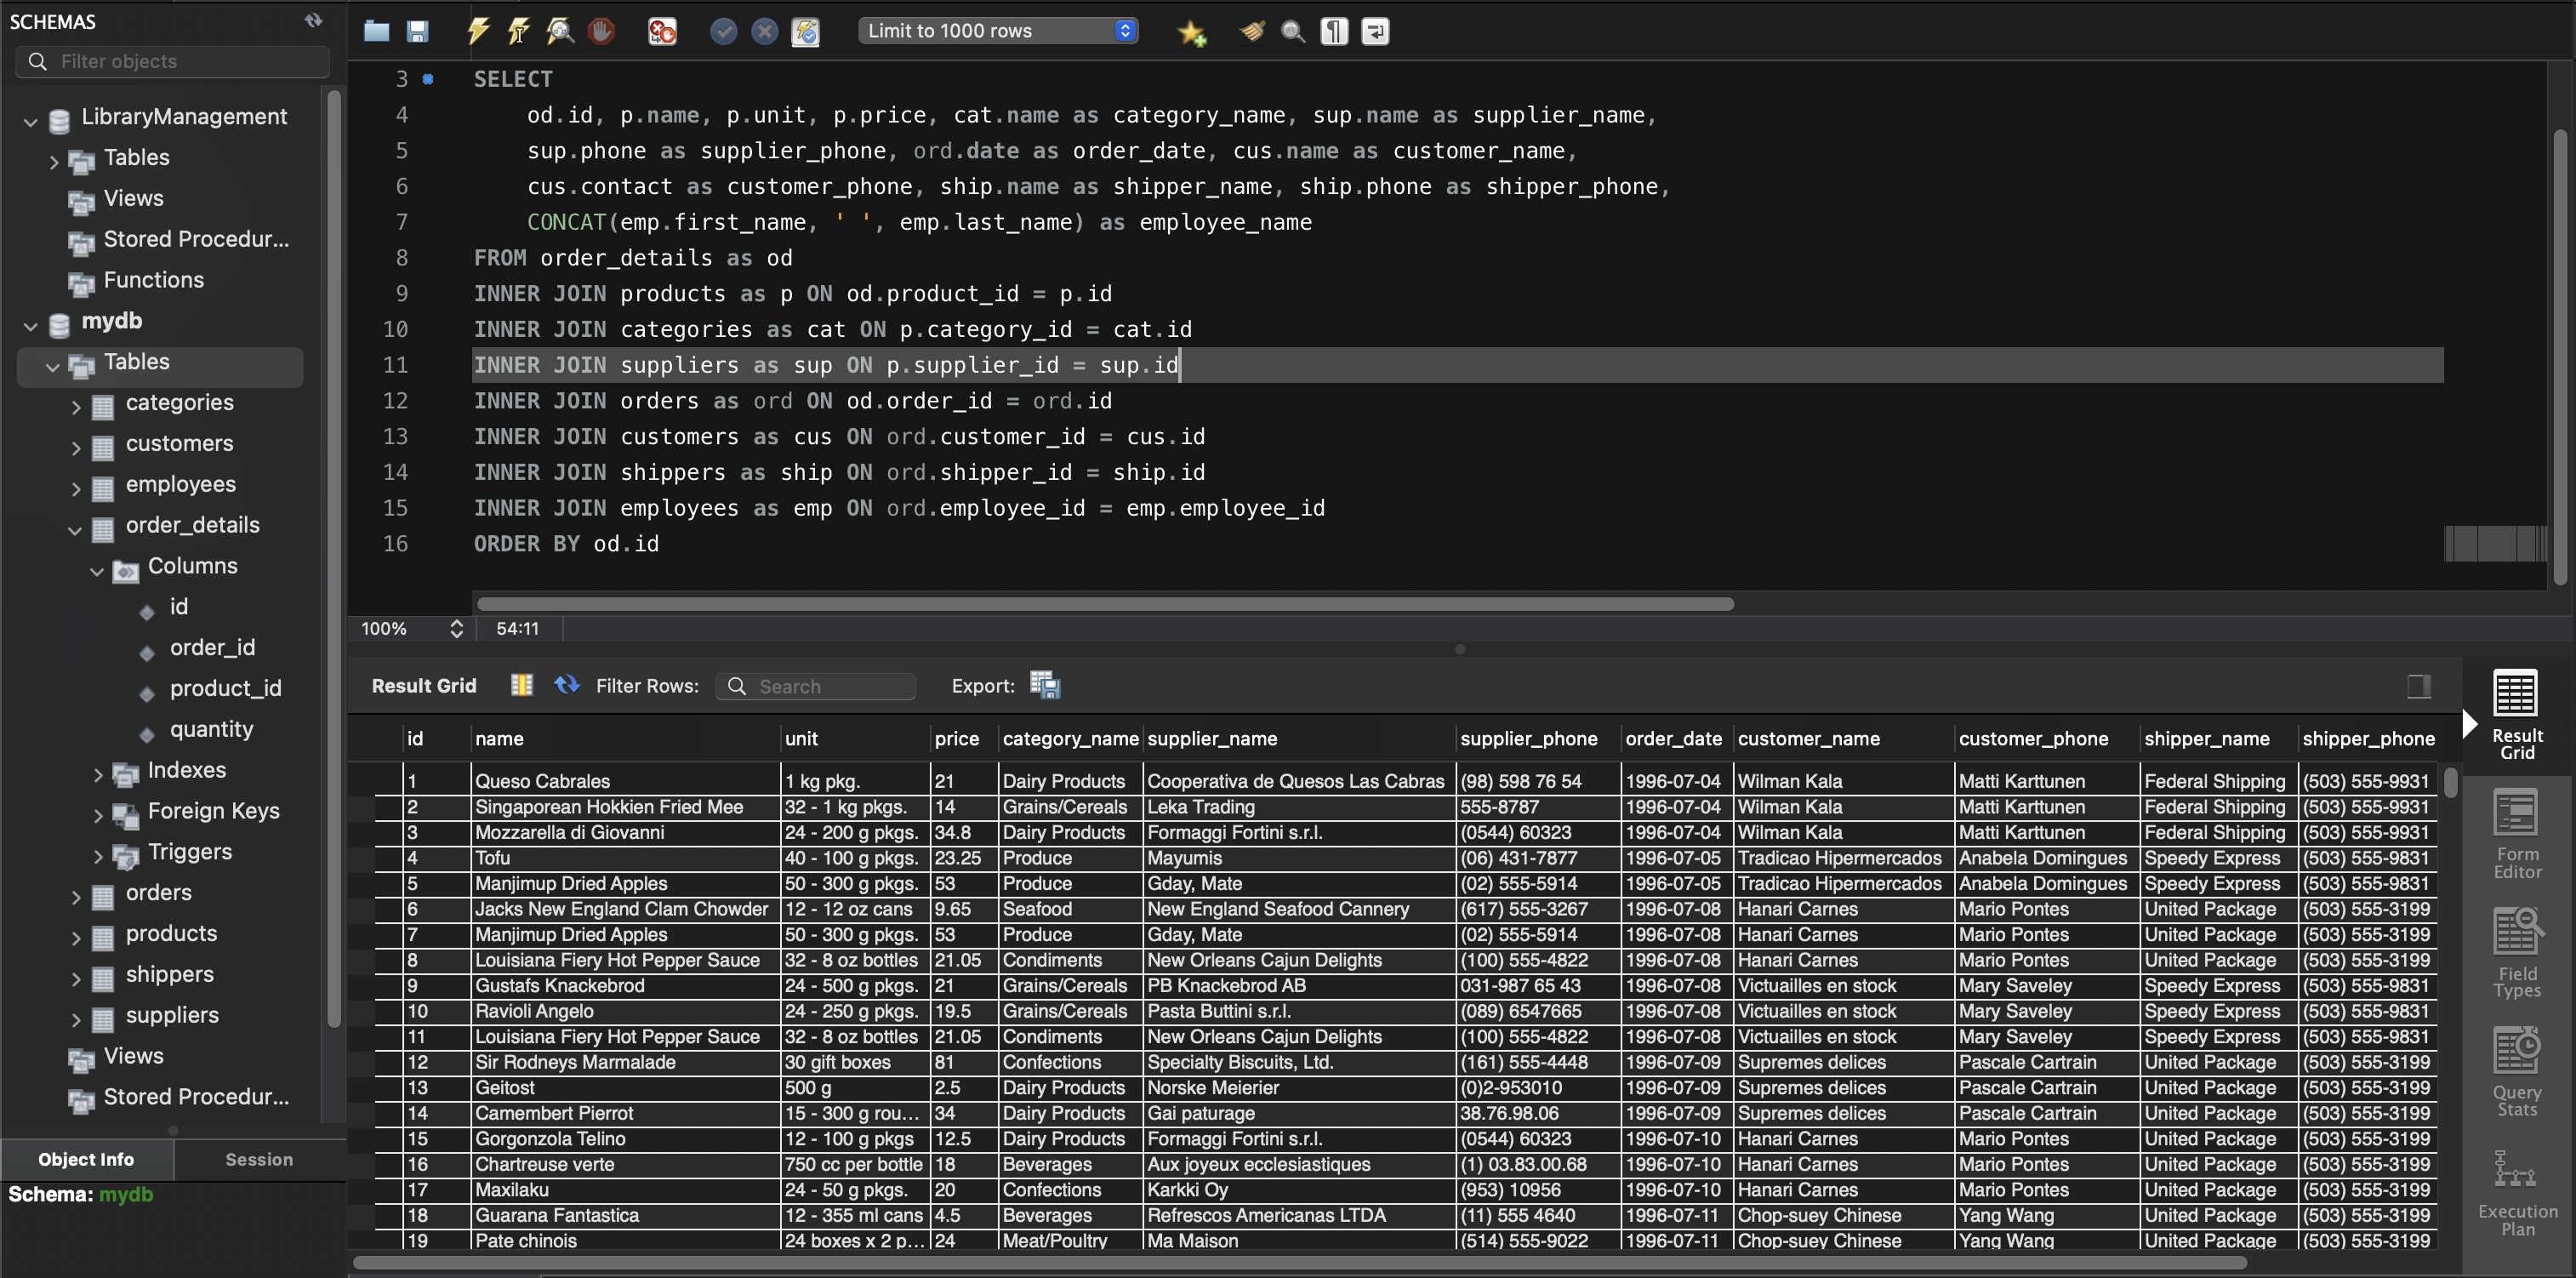 SCHEMAS
Filter objects
LibraryManagement
Tables
Views
Stored Procedur...
Functions
mydb
Tables
categories
customers
employees
order_details
Columns
id
order_id
product_id
quantity
Indexes
Foreign Keys
Triggers
orders
products
shippers
suppliers
Views
Stored Procedur...
Object Info Session
Schema: mydb
Limit to 1000 rows
3 SELECT
4 od.id, p.name, p.unit, p.price, cat.name as category_name, sup.name as supplier_name,
5 sup.phone as supplier_phone, ord.date as order_date, cus.name as customer_name,
6 cus.contact as customer_phone, ship.name as shipper_name, ship.phone as shipper_phone,
7 CONCAT(emp.first_name, ' ', emp.last_name) as employee_name
8 FROM order_details as od
9 INNER JOIN products as p ON od.product_id = p.id
10 INNER JOIN categories as cat ON p.category_id = cat.id
11 INNER JOIN suppliers as sup ON p.supplier_id = sup.id
12 INNER JOIN orders as ord ON od.order_id = ord.id
13 INNER JOIN customers as cus ON ord.customer_id = cus.id
14 INNER JOIN shippers as ship ON ord.shipper_id = ship.id
15 INNER JOIN employees as emp ON ord.employee_id = emp.employee_id
16 ORDER BY od.id
100% 54:11
Result Grid Filter Rows: Search Export:
id name unit price category_name supplier_name supplier_phone order_date customer_name customer_phone shipper_name shipper_phone
1 Queso Cabrales 1 kg pkg. 21 Dairy Products Cooperativa de Quesos Las Cabras (98) 598 76 54 1996-07-04 Wilman Kala Matti Karttunen Federal Shipping (503) 555-9931
2 Singaporean Hokkien Fried Mee 32 - 1 kg pkgs. 14 Grains/Cereals Leka Trading 555-8787 1996-07-04 Wilman Kala Matti Karttunen Federal Shipping (503) 555-9931
3 Mozzarella di Giovanni 24 - 200 g pkgs. 34.8 Dairy Products Formaggi Fortini s.r.l. (0544) 60323 1996-07-04 Wilman Kala Matti Karttunen Federal Shipping (503) 555-9931
4 Tofu 40 - 100 g pkgs. 23.25 Produce Mayumis (06) 431-7877 1996-07-05 Tradicao Hipermercados Anabela Domingues Speedy Express (503) 555-9831
5 Manjimup Dried Apples 50 - 300 g pkgs. 53 Produce Gday, Mate (02) 555-5914 1996-07-05 Tradicao Hipermercados Anabela Domingues Speedy Express (503) 555-9831
6 Jacks New England Clam Chowder 12 - 12 oz cans 9.65 Seafood New England Seafood Cannery (617) 555-3267 1996-07-08 Hanari Carnes Mario Pontes United Package (503) 555-3199
7 Manjimup Dried Apples 50 - 300 g pkgs. 53 Produce Gday, Mate (02) 555-5914 1996-07-08 Hanari Carnes Mario Pontes United Package (503) 555-3199
8 Louisiana Fiery Hot Pepper Sauce 32 - 8 oz bottles 21.05 Condiments New Orleans Cajun Delights (100) 555-4822 1996-07-08 Hanari Carnes Mario Pontes United Package (503) 555-3199
9 Gustafs Knackebrod 24 - 500 g pkgs. 21 Grains/Cereals PB Knackebrod AB 031-987 65 43 1996-07-08 Victuailles en stock Mary Saveley Speedy Express (503) 555-9831
10 Ravioli Angelo 24 - 250 g pkgs. 19.5 Grains/Cereals Pasta Buttini s.r.l. (089) 6547665 1996-07-08 Victuailles en stock Mary Saveley Speedy Express (503) 555-9831
11 Louisiana Fiery Hot Pepper Sauce 32 - 8 oz bottles 21.05 Condiments New Orleans Cajun Delights (100) 555-4822 1996-07-08 Victuailles en stock Mary Saveley Speedy Express (503) 555-9831
12 Sir Rodneys Marmalade 30 gift boxes 81 Confections Specialty Biscuits, Ltd. (161) 555-4448 1996-07-09 Supremes delices Pascale Cartrain United Package (503) 555-3199
13 Geitost 500 g 2.5 Dairy Products Norske Meierier (0)2-953010 1996-07-09 Supremes delices Pascale Cartrain United Package (503) 555-3199
14 Camembert Pierrot 15 - 300 g rou... 34 Dairy Products Gai paturage 38.76.98.06 1996-07-09 Supremes delices Pascale Cartrain United Package (503) 555-3199
15 Gorgonzola Telino 12 - 100 g pkgs 12.5 Dairy Products Formaggi Fortini s.r.l. (0544) 60323 1996-07-10 Hanari Carnes Mario Pontes United Package (503) 555-3199
16 Chartreuse verte 750 cc per bottle 18 Beverages Aux joyeux ecclesiastiques (1) 03.83.00.68 1996-07-10 Hanari Carnes Mario Pontes United Package (503) 555-3199
17 Maxilaku 24 - 50 g pkgs. 20 Confections Karkki Oy (953) 10956 1996-07-10 Hanari Carnes Mario Pontes United Package (503) 555-3199
18 Guarana Fantastica 12 - 355 ml cans 4.5 Beverages Refrescos Americanas LTDA (11) 555 4640 1996-07-11 Chop-suey Chinese Yang Wang United Package (503) 555-3199
19 Pate chinois 24 boxes x 2 p... 24 Meat/Poultry Ma Maison (514) 555-9022 1996-07-11 Chop-suey Chinese Yang Wang United Package (503) 555-3199
Result
Grid
Form
Editor
Field
Types
Query
Stats
Execution
Plan